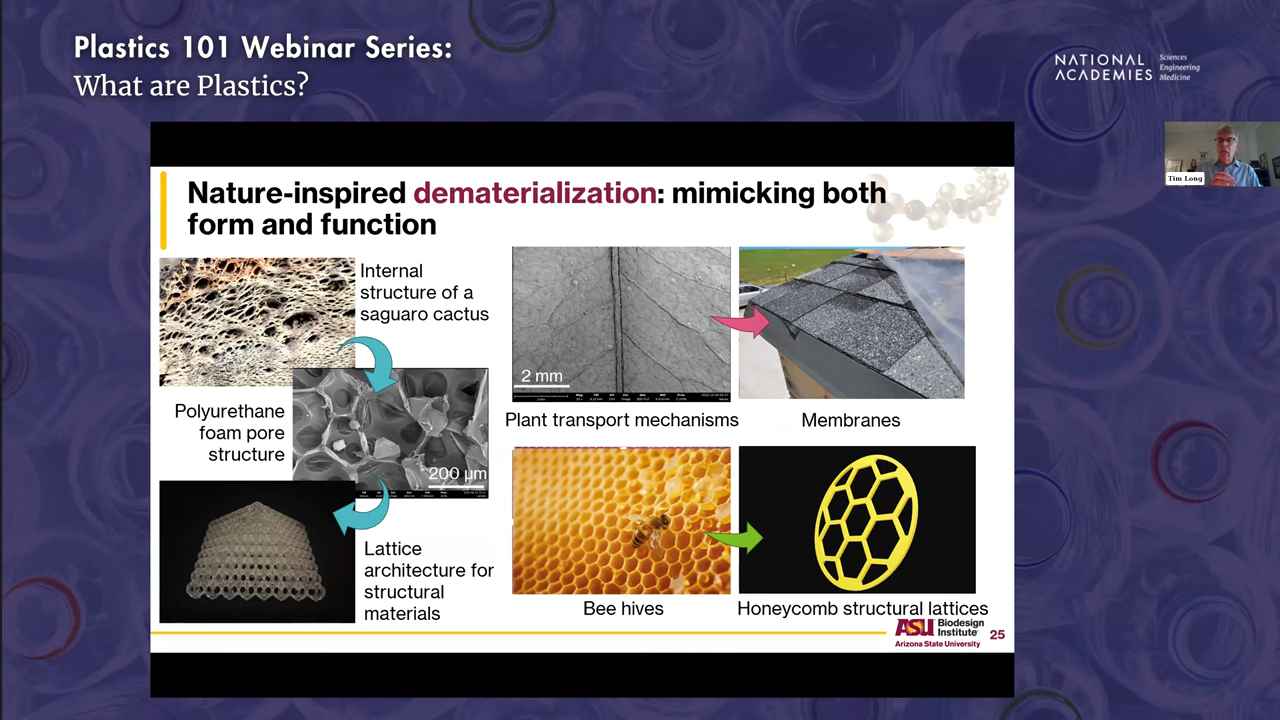 Plastics 101 Webinar Series:
What are Plastics?
NATIONAL
ACADEMIES
Sciences
Engineering
Medicine
Tim Long
Nature-inspired dematerialization: mimicking both
form and function
Internal
structure of a
saguaro cactus
Polyurethane
foam pore
structure
200 µm
Lattice
architecture for
structural
materials
2 mm
Plant transport mechanisms
Membranes
Bee hives
Honeycomb structural lattices
ASU Biodesign
Institute
Arizona State University
25